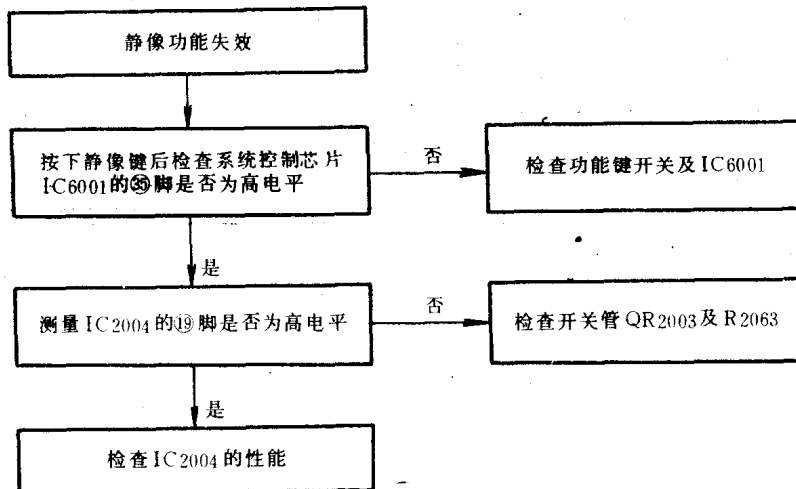 静像功能失效
按下静像键后检查系统控制芯片
IC6001的㉟脚是否为高电平
否
检查功能键开关及IC6001
是
测量IC2004的⑲脚是否为高电平
否
检查开关管QR2003及R2063
是
检查IC2004的性能